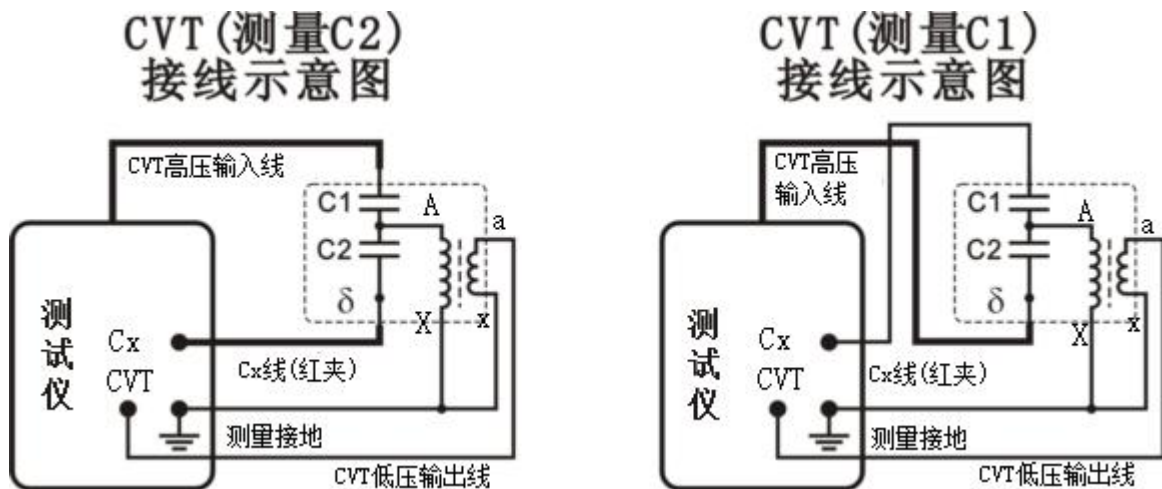 CVT(测量C2)
接线示意图
CVT高压输入线
C1
A
a
C2
δ
X
x
测试仪
Cx
CVT
Cx线(红夹)
测量接地
CVT低压输出线
CVT(测量C1)
接线示意图
CVT高压
输入线
C1
A
a
C2
δ
X
x
测试仪
Cx
CVT
Cx线(红夹)
测量接地
CVT低压输出线